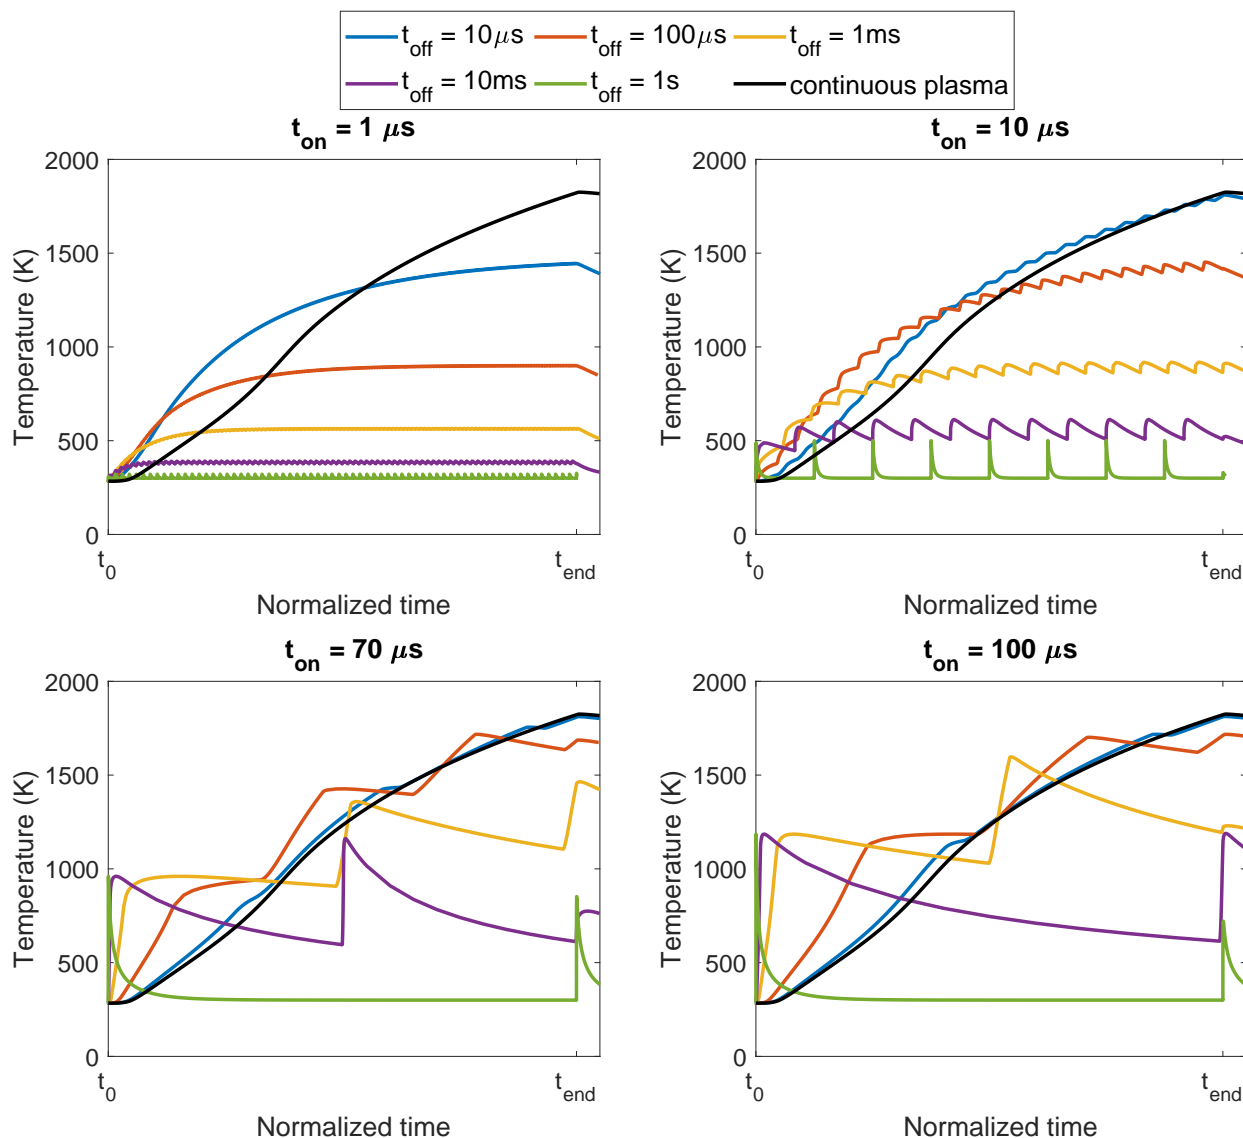 t_off = 10μs t_off = 100μs t_off = 1ms
t_off = 10ms t_off = 1s continuous plasma
t_on = 1 μs
2000
1500
1000
500
0
Temperature (K)
t_0 t_end
Normalized time
t_on = 10 μs
2000
1500
1000
500
0
Temperature (K)
t_0 t_end
Normalized time
t_on = 70 μs
2000
1500
1000
500
0
Temperature (K)
t_0 t_end
Normalized time
t_on = 100 μs
2000
1500
1000
500
0
Temperature (K)
t_0 t_end
Normalized time